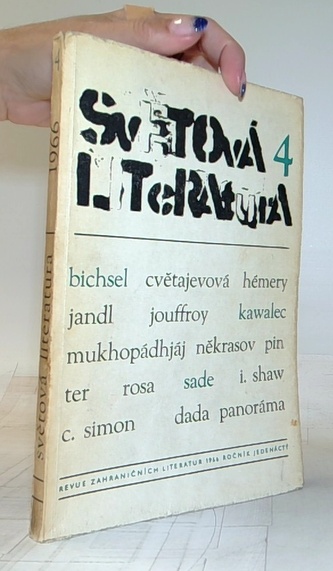 SVĚTOVÁ 4
LITERATURA
bichsel cvětajevová hémery
jandl jouffroy kawalec
mukhopádhjáj někrasov pin
ter rosa sade i. shaw
c. simon dada panoráma
REVUE ZAHRANIČNÍCH LITERATUR 1966 ROČNÍK JEDENÁCTÝ
světová literatura 1966